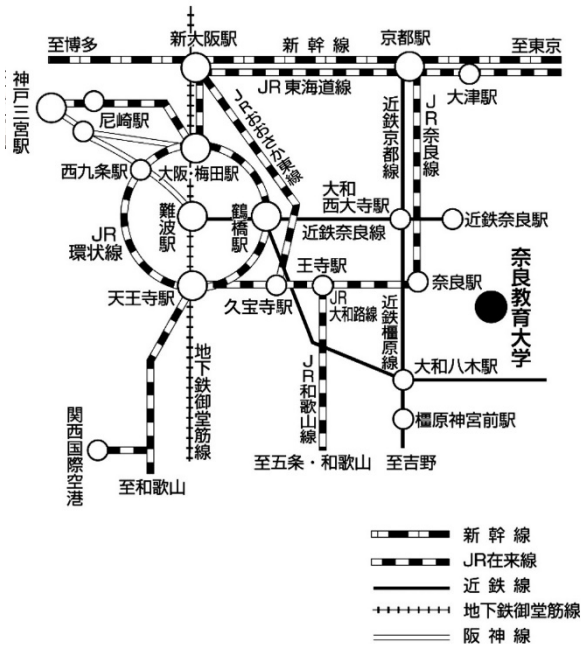 至博多
新大阪駅
新幹線
京都駅
至東京
JR東海道線
大津駅
神戸三宮駅
尼崎駅
JRおおさか東線
近鉄京都線
JR奈良線
西九条駅
大阪・梅田駅
難波駅
鶴橋駅
大和
西大寺駅
近鉄奈良線
近鉄奈良駅
JR
環状線
天王寺駅
久宝寺駅
王寺駅
JR
大和路線
奈良駅
奈良教育大学
近鉄橿原線
地下鉄御堂筋線
JR和歌山線
大和八木駅
橿原神宮前駅
関西国際空港
至和歌山
至五条・和歌山
至吉野
新幹線
JR在来線
近鉄線
地下鉄御堂筋線
阪神線